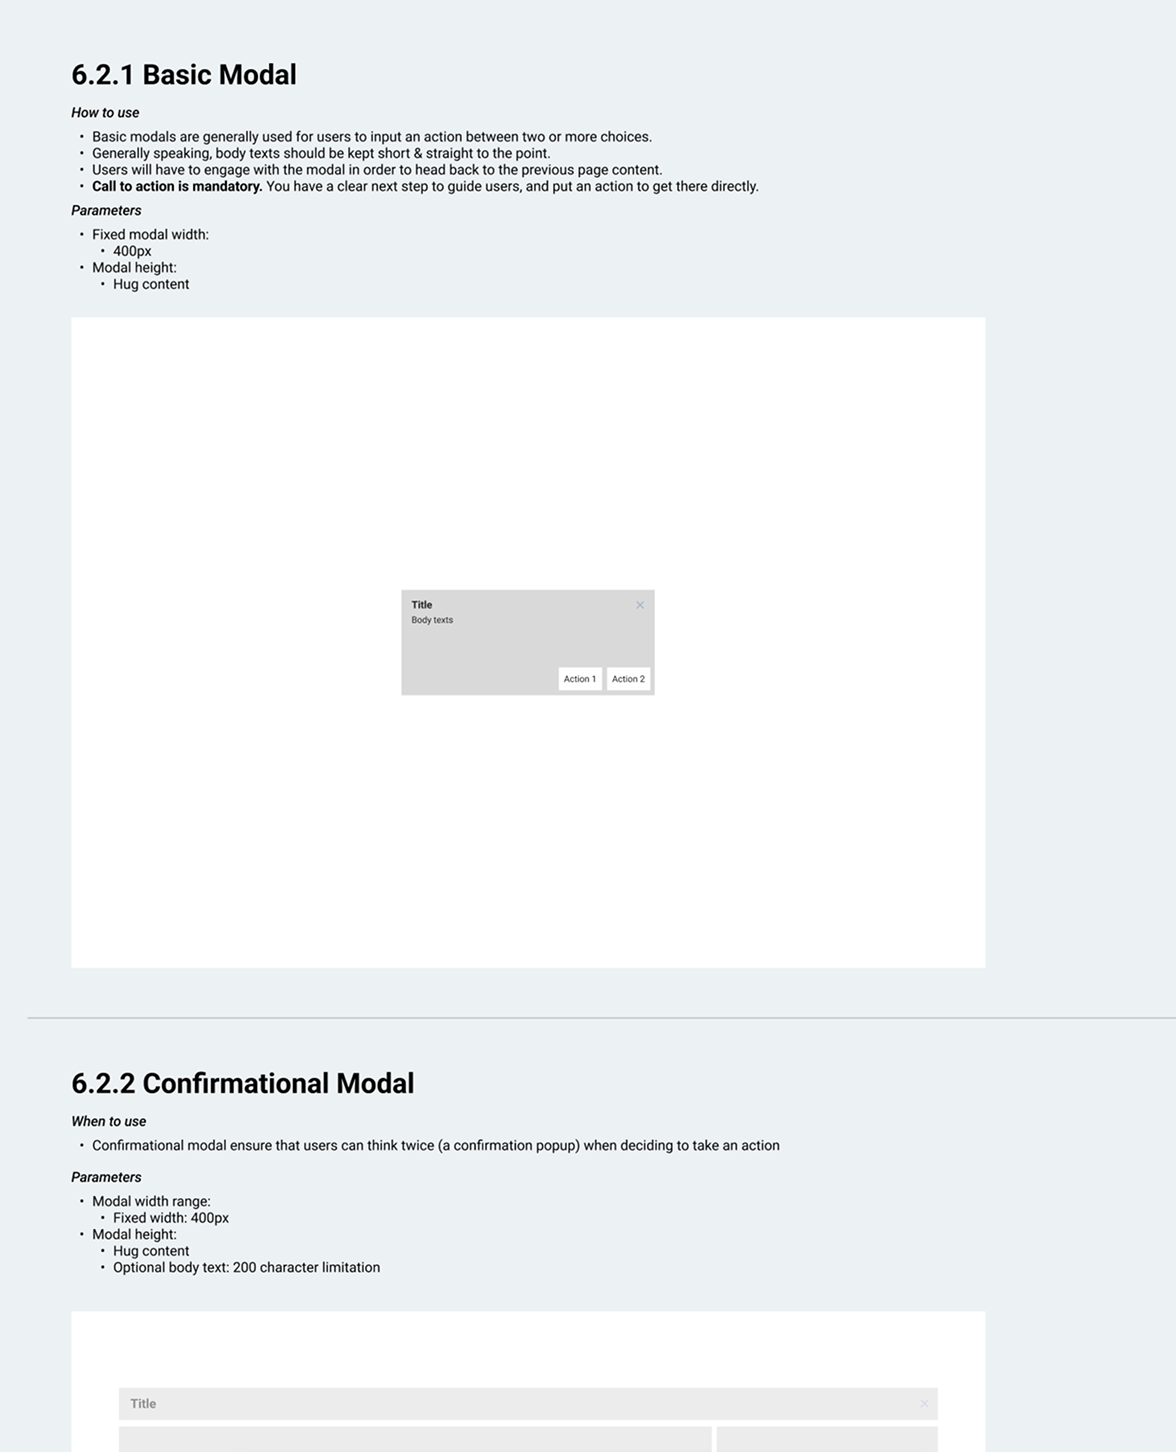 6.2.1 Basic Modal
How to use
• Basic modals are generally used for users to input an action between two or more choices.
• Generally speaking, body texts should be kept short & straight to the point.
• Users will have to engage with the modal in order to head back to the previous page content.
• Call to action is mandatory. You have a clear next step to guide users, and put an action to get there directly.
Parameters
• Fixed modal width:
• 400px
• Modal height:
• Hug content
Title
Body texts
Action 1 Action 2
6.2.2 Confirmational Modal
When to use
• Confirmational modal ensure that users can think twice (a confirmation popup) when deciding to take an action
Parameters
• Modal width range:
• Fixed width: 400px
• Modal height:
• Hug content
• Optional body text: 200 character limitation
Title